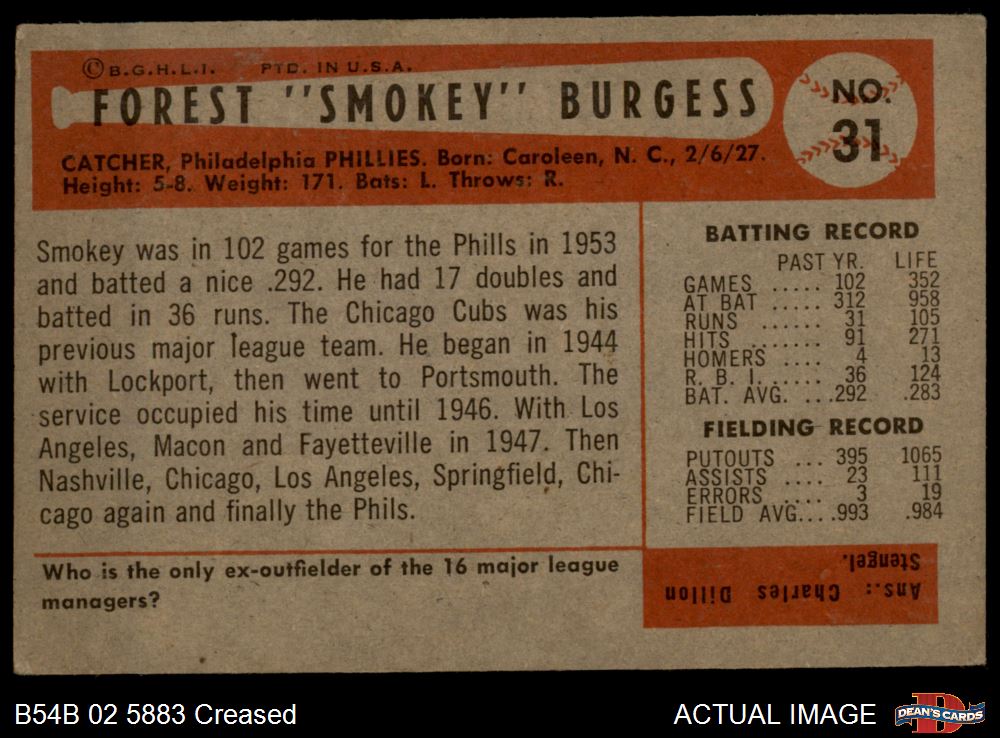 ©B.G.H.L.I. PTD. IN U.S.A.
FOREST "SMOKEY" BURGESS
NO.
31
CATCHER, Philadelphia PHILLIES. Born: Caroleen, N. C., 2/6/27.
Height: 5-8. Weight: 171. Bats: L. Throws: R.
Smokey was in 102 games for the Phills in 1953
and batted a nice .292. He had 17 doubles and
batted in 36 runs. The Chicago Cubs was his
previous major league team. He began in 1944
with Lockport, then went to Portsmouth. The
service occupied his time until 1946. With Los
Angeles, Macon and Fayetteville in 1947. Then
Nashville, Chicago, Los Angeles, Springfield, Chi-
cago again and finally the Phils.
BATTING RECORD
PAST YR. LIFE
GAMES ..... 102 352
AT BAT ..... 312 958
RUNS ...... 31 105
HITS ....... 91 271
HOMERS .... 4 13
R. B. I. ..... 36 124
BAT. AVG. ...292 .283
FIELDING RECORD
PUTOUTS ... 395 1065
ASSISTS .... 23 111
ERRORS .... 3 19
FIELD AVG....993 .984
Who is the only ex-outfielder of the 16 major league
managers?
Ans.: Charles Dillon
Stengel.
B54B 02 5883 Creased
ACTUAL IMAGE
D
DEAN'S CARDS